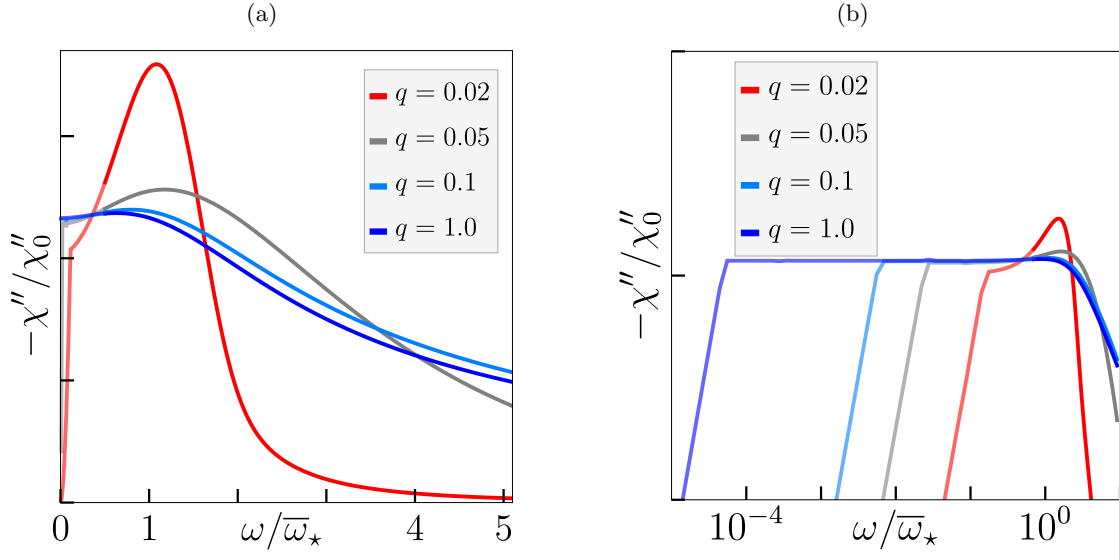 (a)
−χ′′/χ′′₀
q = 0.02
q = 0.05
q = 0.1
q = 1.0
0 1 ω/ω̅⋆ 4 5
(b)
−χ′′/χ′′₀
q = 0.02
q = 0.05
q = 0.1
q = 1.0
10⁻⁴ ω/ω̅⋆ 10⁰